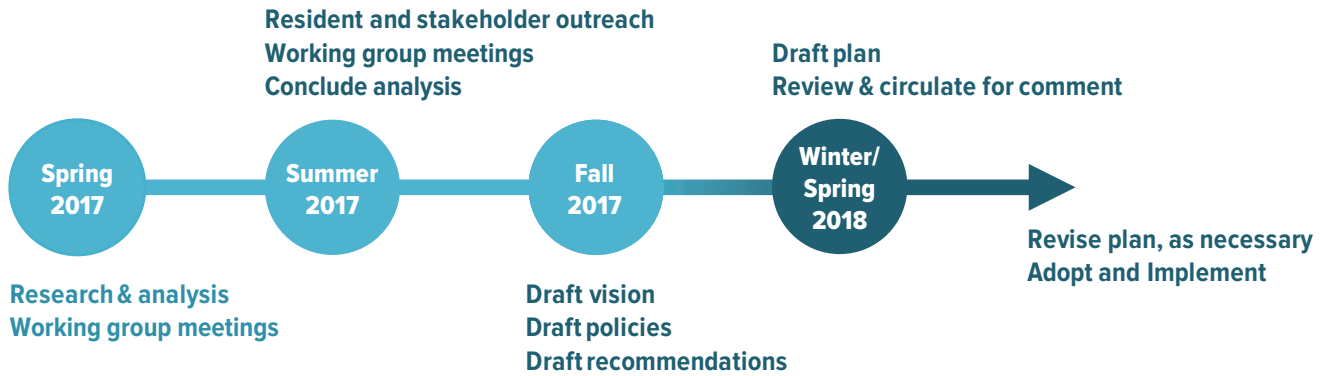 Resident and stakeholder outreach
Working group meetings
Conclude analysis
Draft plan
Review & circulate for comment
Spring
2017
Summer
2017
Fall
2017
Winter/
Spring
2018
Research & analysis
Working group meetings
Draft vision
Draft policies
Draft recommendations
Revise plan, as necessary
Adopt and Implement